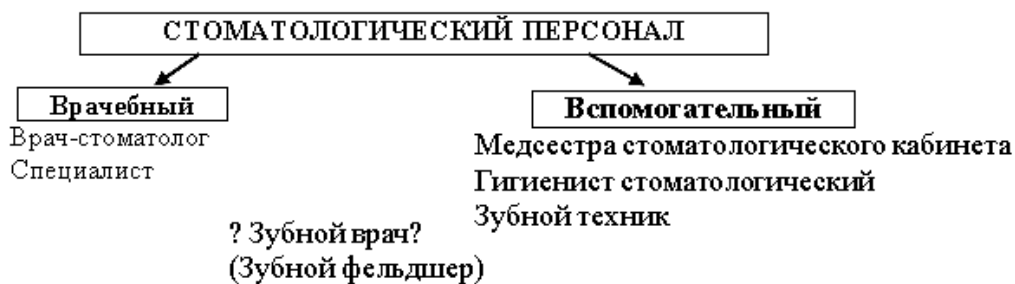 СТОМАТОЛОГИЧЕСКИЙ ПЕРСОНАЛ
Врачебный
Врач-стоматолог
Специалист
Вспомогательный
Медсестра стоматологического кабинета
Гигиенист стоматологический
Зубной техник
? Зубной врач?
(Зубной фельдшер)